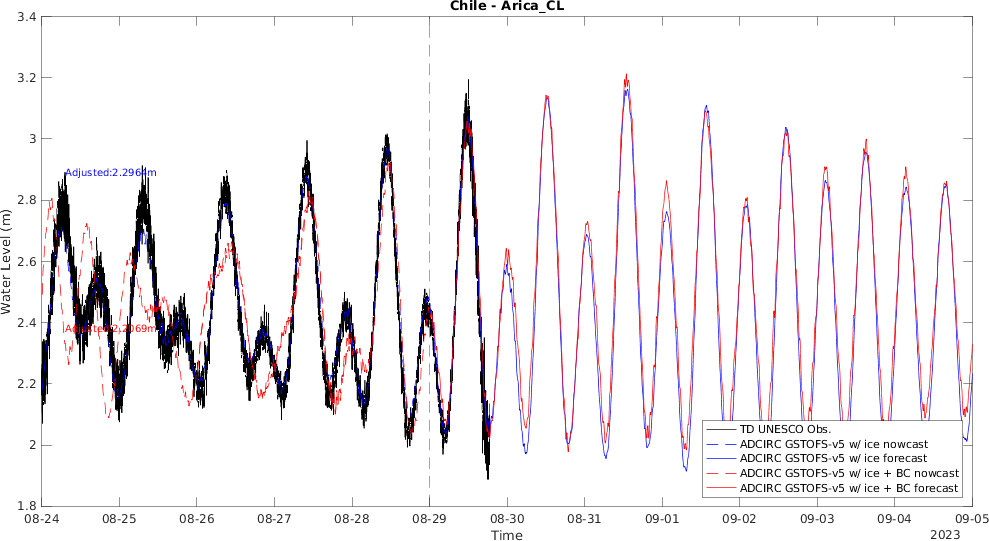 Chile - Arica_CL
Water Level (m)
3.4
3.2
3
2.8
2.6
2.4
2.2
2
1.8
Adjusted:2.2964m
Adjusted:2.2069m
TD UNESCO Obs.
ADCIRC GSTOFS-v5 w/ ice nowcast
ADCIRC GSTOFS-v5 w/ ice forecast
ADCIRC GSTOFS-v5 w/ ice + BC nowcast
ADCIRC GSTOFS-v5 w/ ice + BC forecast
08-24 08-25 08-26 08-27 08-28 08-29 08-30 08-31 09-01 09-02 09-03 09-04 09-05
Time
2023